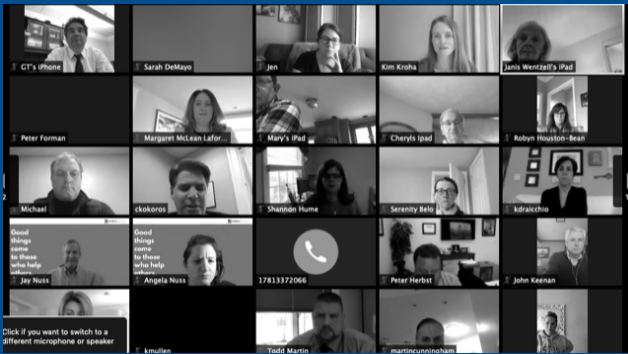 GT's iPhone
Sarah DeMayo
Jen
Kim Kroha
Janis Wentzell's iPad
Peter Forman
Margaret McLean Lafor...
Mary's iPad
Cheryls Ipad
Robyn Houston-Bean
Michael
ckokoros
Shannon Hume
Serenity Belo
kdraicchio
Good
things
come
to those
who help
others
Jay Nuss
Good
things
come
to those
who help
others
Angela Nuss
17813372066
Peter Herbst
John Keenan
Click if you want to switch to a
different microphone or speaker
kmullen
Todd Martin
martincunningham